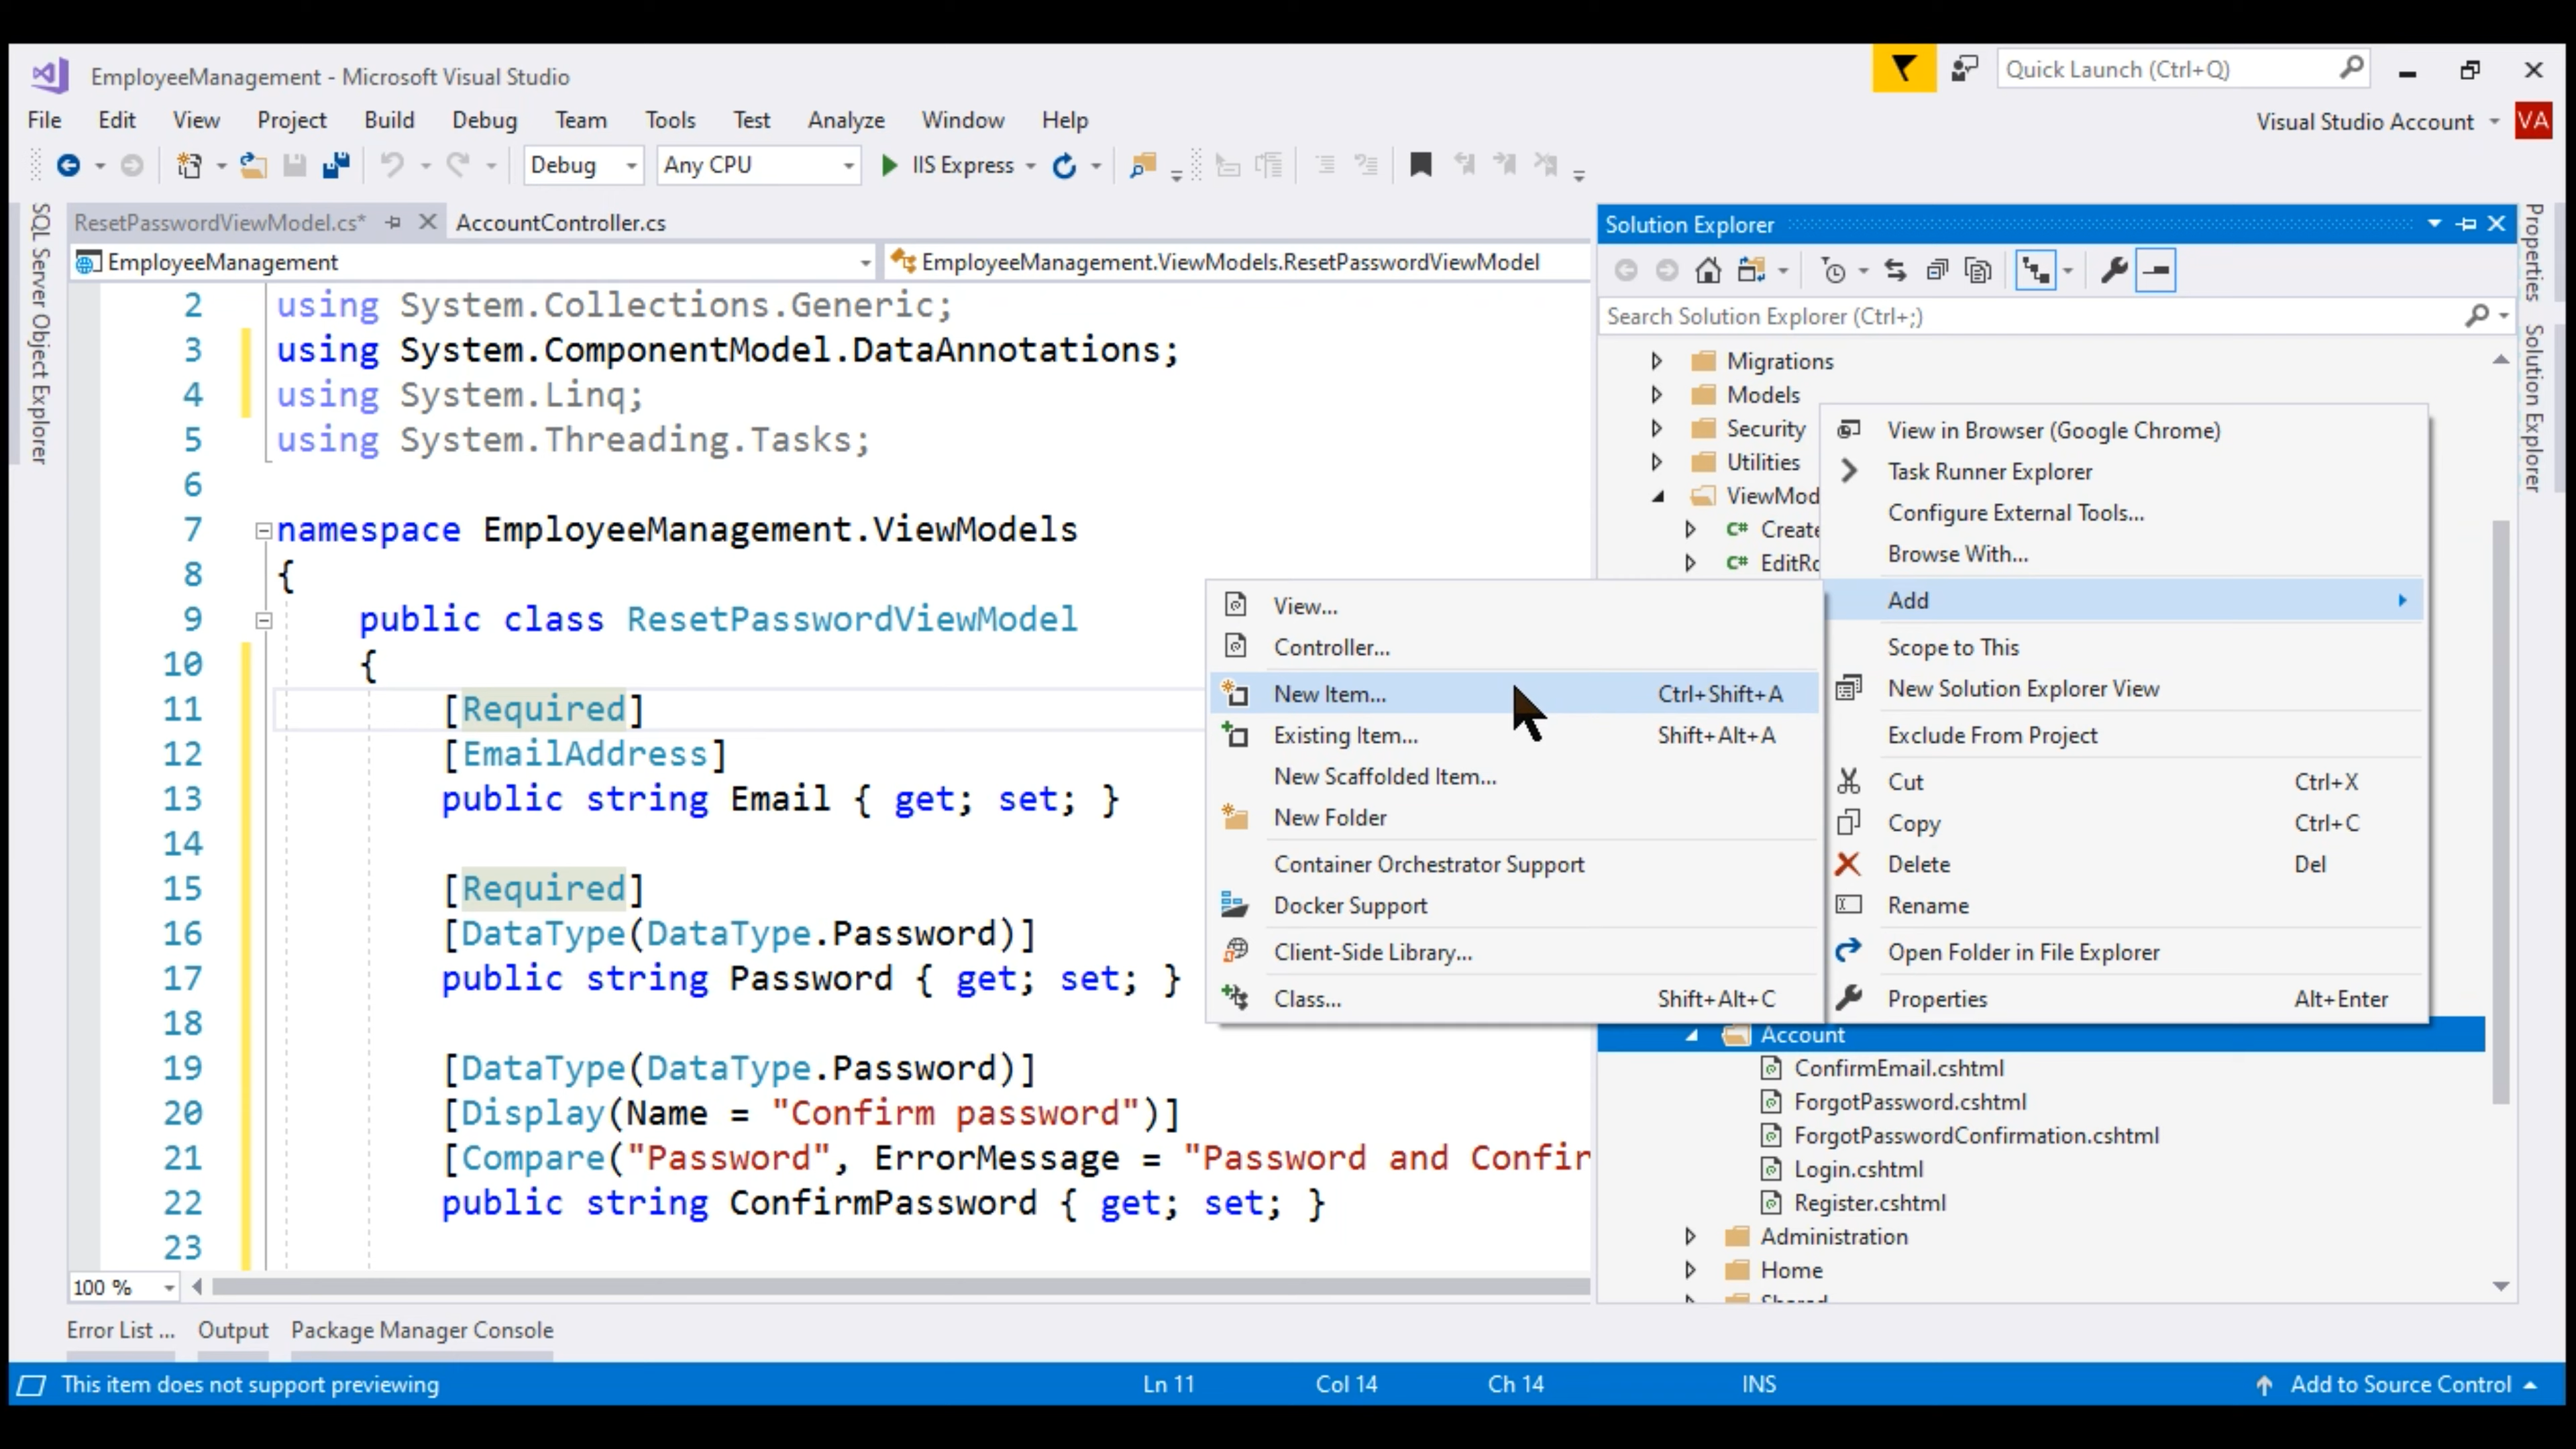 EmployeeManagement - Microsoft Visual Studio
Quick Launch (Ctrl+Q)
File Edit View Project Build Debug Team Tools Test Analyze Window Help
Visual Studio Account VA
Debug Any CPU IIS Express
SQL Server Object Explorer
ResetPasswordViewModel.cs* AccountController.cs
EmployeeManagement EmployeeManagement.ViewModels.ResetPasswordViewModel
2 using System.Collections.Generic;
3 using System.ComponentModel.DataAnnotations;
4 using System.Linq;
5 using System.Threading.Tasks;
6
7 namespace EmployeeManagement.ViewModels
8 {
9 public class ResetPasswordViewModel
10 {
11 [Required]
12 [EmailAddress]
13 public string Email { get; set; }
14
15 [Required]
16 [DataType(DataType.Password)]
17 public string Password { get; set; }
18
19 [DataType(DataType.Password)]
20 [Display(Name = "Confirm password")]
21 [Compare("Password", ErrorMessage = "Password and Confir
22 public string ConfirmPassword { get; set; }
23
100 %
View...
Controller...
New Item... Ctrl+Shift+A
Existing Item... Shift+Alt+A
New Scaffolded Item...
New Folder
Container Orchestrator Support
Docker Support
Client-Side Library...
Class... Shift+Alt+C
Solution Explorer
Search Solution Explorer (Ctrl+;)
Migrations
Models
Security
Utilities
ViewMod
C# Create
C# EditRo
View in Browser (Google Chrome)
Task Runner Explorer
Configure External Tools...
Browse With...
Add
Scope to This
New Solution Explorer View
Exclude From Project
Cut Ctrl+X
Copy Ctrl+C
Delete Del
Rename
Open Folder in File Explorer
Properties Alt+Enter
Account
ConfirmEmail.cshtml
ForgotPassword.cshtml
ForgotPasswordConfirmation.cshtml
Login.cshtml
Register.cshtml
Administration
Home
Shared
Properties
Solution Explorer
Error List ... Output Package Manager Console
This item does not support previewing Ln 11 Col 14 Ch 14 INS Add to Source Control